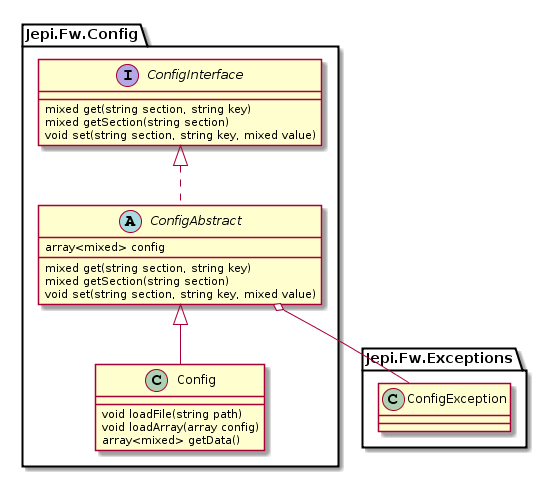 Jepi.Fw.Config
I ConfigInterface
mixed get(string section, string key)
mixed getSection(string section)
void set(string section, string key, mixed value)
A ConfigAbstract
array<mixed> config
mixed get(string section, string key)
mixed getSection(string section)
void set(string section, string key, mixed value)
C Config
void loadFile(string path)
void loadArray(array config)
array<mixed> getData()
Jepi.Fw.Exceptions
C ConfigException